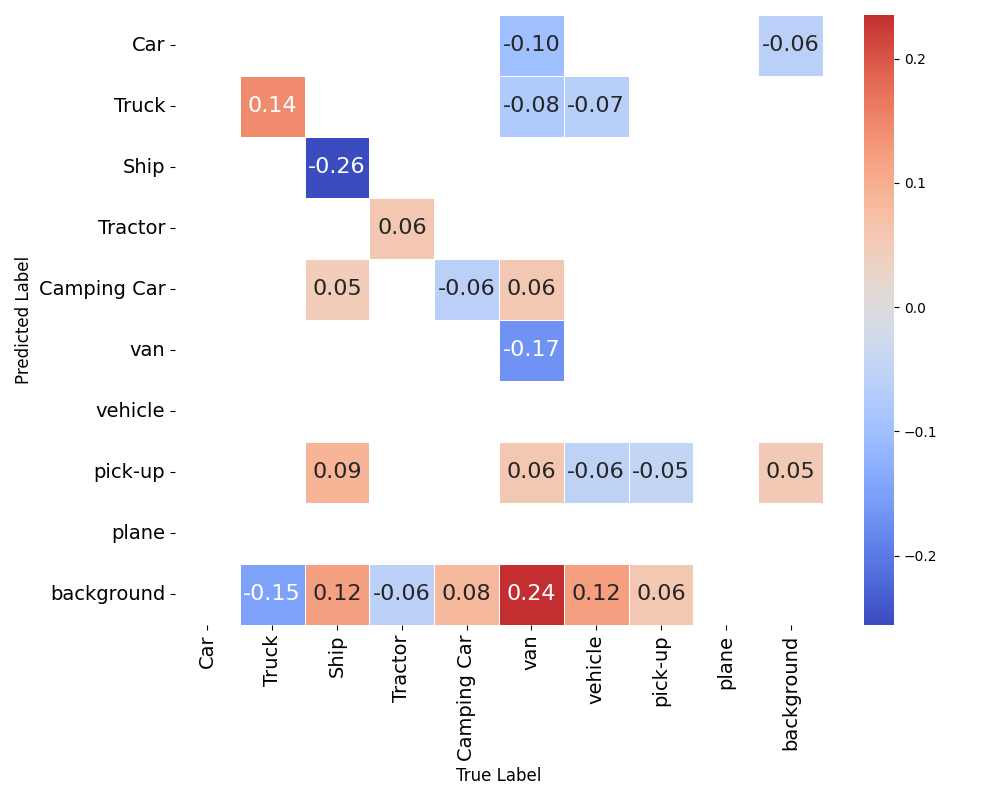 Car -0.10 -0.06
Truck 0.14 -0.08 -0.07
Ship -0.26
Tractor 0.06
Camping Car 0.05 -0.06 0.06
van -0.17
vehicle
pick-up 0.09 0.06 -0.06 -0.05 0.05
plane
background -0.15 0.12 -0.06 0.08 0.24 0.12 0.06
Predicted Label
Car Truck Ship Tractor Camping Car van vehicle pick-up plane background
True Label
0.2
0.1
0.0
−0.1
−0.2